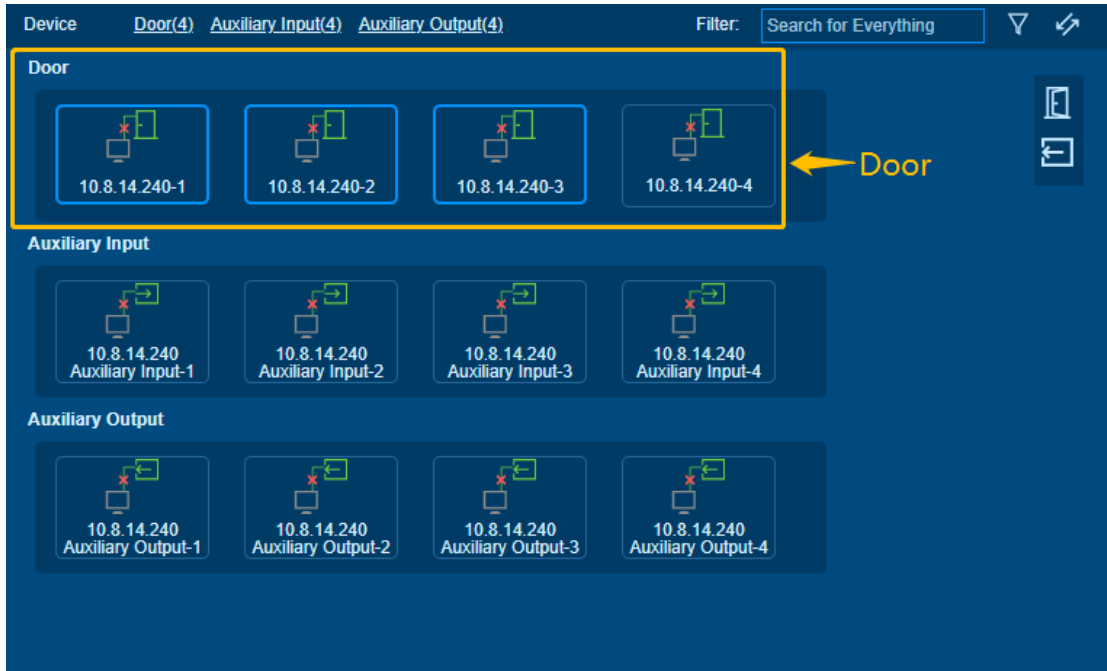 Device Door(4) Auxiliary Input(4) Auxiliary Output(4) Filter: Search for Everything
Door
10.8.14.240-1 10.8.14.240-2 10.8.14.240-3 10.8.14.240-4
Door
Auxiliary Input
10.8.14.240 10.8.14.240 10.8.14.240 10.8.14.240
Auxiliary Input-1 Auxiliary Input-2 Auxiliary Input-3 Auxiliary Input-4
Auxiliary Output
10.8.14.240 10.8.14.240 10.8.14.240 10.8.14.240
Auxiliary Output-1 Auxiliary Output-2 Auxiliary Output-3 Auxiliary Output-4